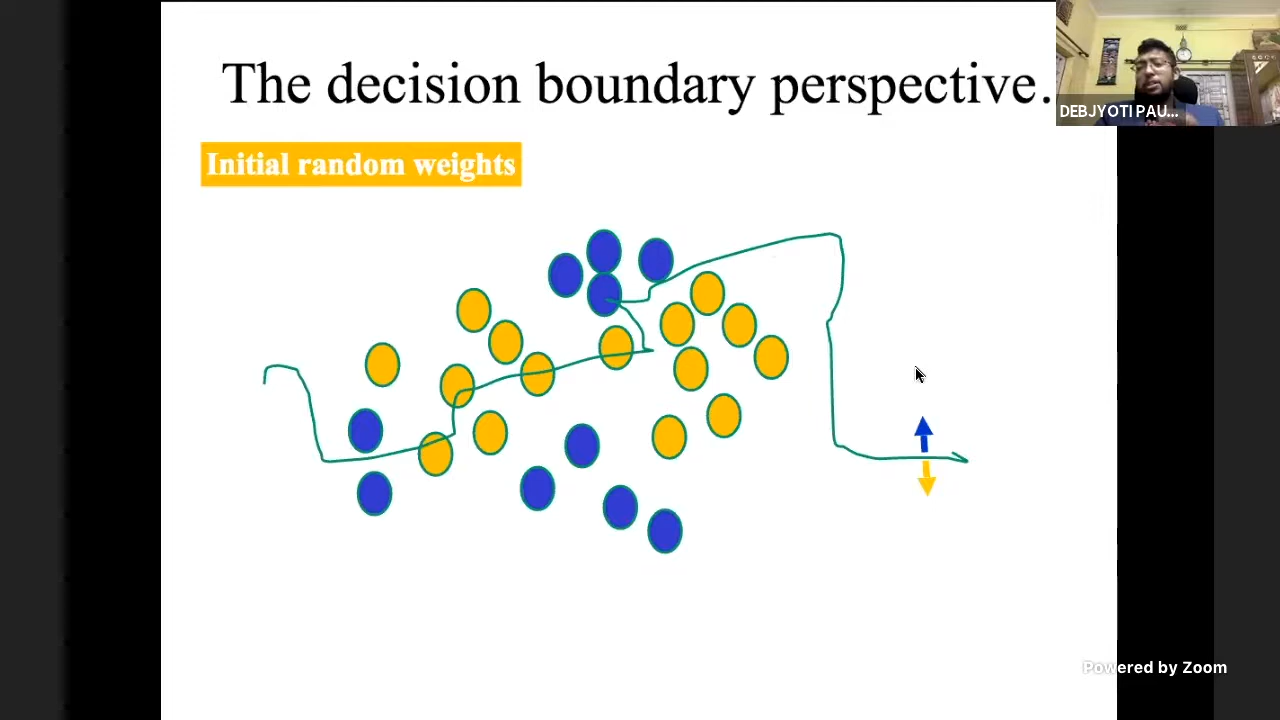 The decision boundary perspective.
DEBJYOTI PAU...
Initial random weights
Powered by Zoom